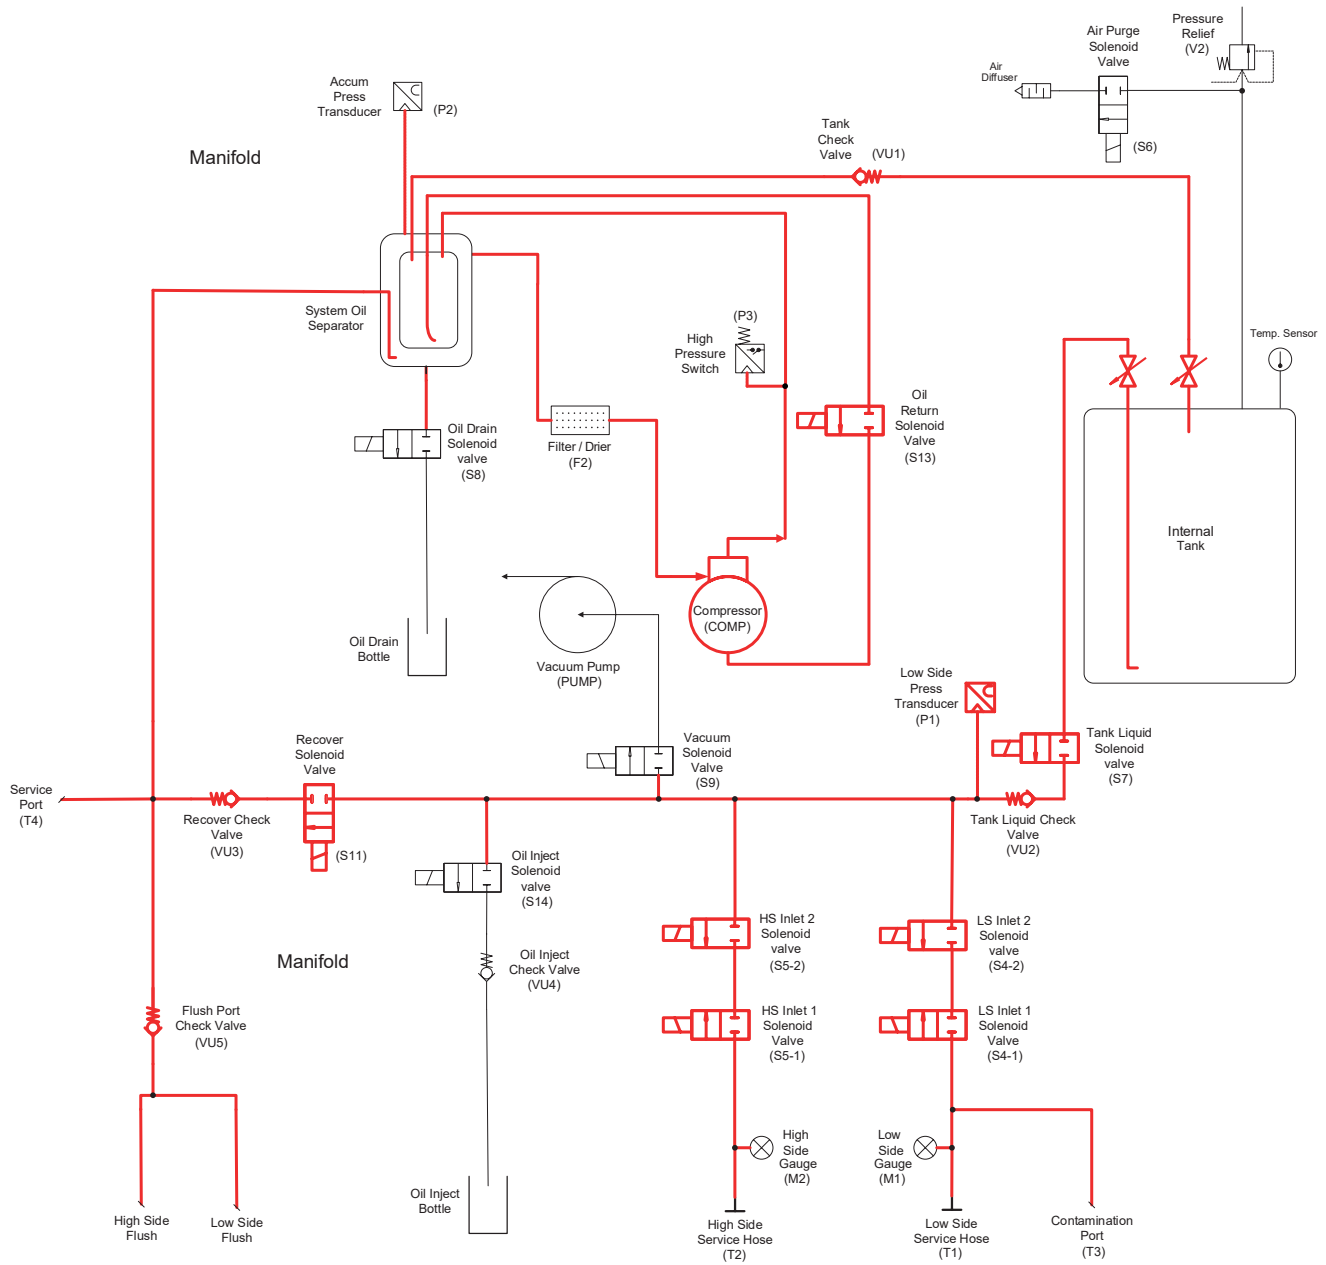 Pressure
Relief
(V2)
Air Purge
Solenoid
Valve
Air
Diffuser
(S6)
Accum
Press
Transducer
(P2)
Tank
Check
Valve
(VU1)
Manifold
System Oil
Separator
(P3)
High
Pressure
Switch
Temp. Sensor
Oil
Return
Solenoid
Valve
(S13)
Oil Drain
Solenoid
valve
(S8)
Filter / Drier
(F2)
Internal
Tank
Compressor
(COMP)
Oil Drain
Bottle
Vacuum Pump
(PUMP)
Low Side
Press
Transducer
(P1)
Recover
Solenoid
Valve
Vacuum
Solenoid
Valve
(S9)
Tank Liquid
Solenoid
valve
(S7)
Service
Port
(T4)
Recover Check
Valve
(VU3)
(S11)
Tank Liquid Check
Valve
(VU2)
Oil Inject
Solenoid
valve
(S14)
HS Inlet 2
Solenoid
valve
(S5-2)
LS Inlet 2
Solenoid
valve
(S4-2)
Manifold
Oil Inject
Check Valve
(VU4)
Flush Port
Check Valve
(VU5)
HS Inlet 1
Solenoid
Valve
(S5-1)
LS Inlet 1
Solenoid
Valve
(S4-1)
High
Side
Gauge
(M2)
Low
Side
Gauge
(M1)
High Side
Flush
Low Side
Flush
Oil Inject
Bottle
High Side
Service Hose
(T2)
Low Side
Service Hose
(T1)
Contamination
Port
(T3)